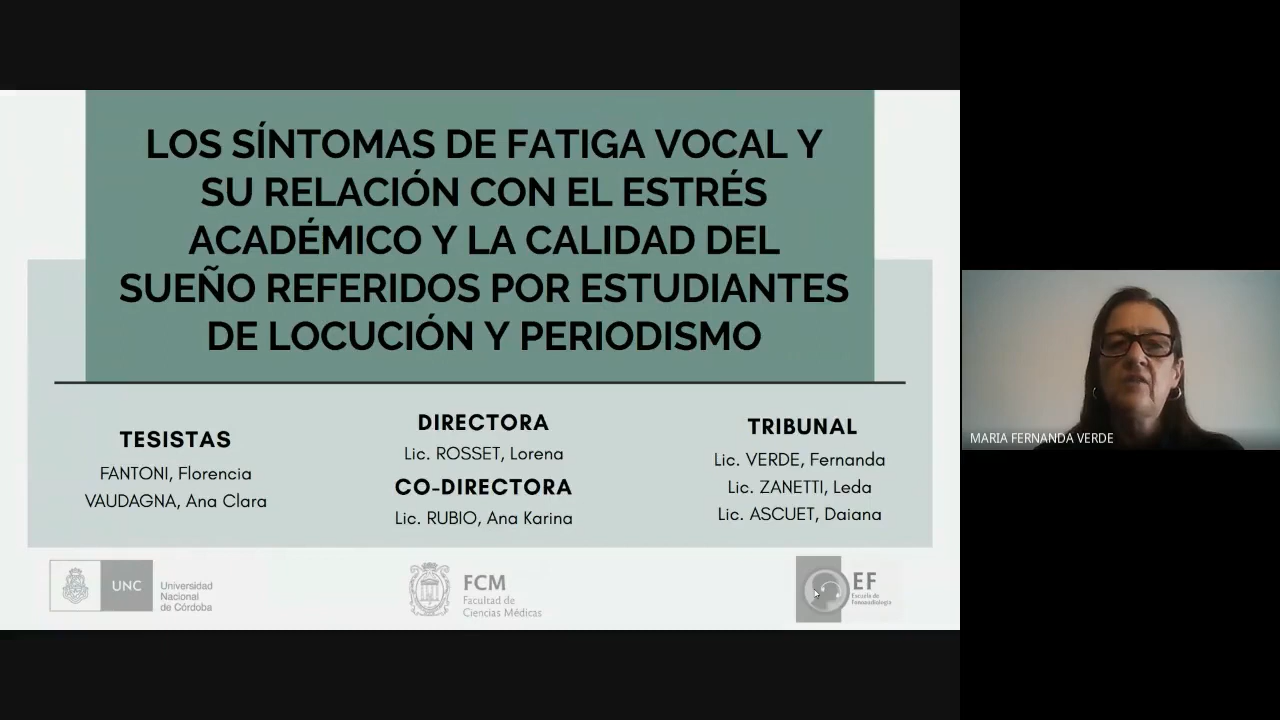 LOS SÍNTOMAS DE FATIGA VOCAL Y
SU RELACIÓN CON EL ESTRÉS
ACADÉMICO Y LA CALIDAD DEL
SUEÑO REFERIDOS POR ESTUDIANTES
DE LOCUCIÓN Y PERIODISMO
TESISTAS
FANTONI, Florencia
VAUDAGNA, Ana Clara
DIRECTORA
Lic. ROSSET, Lorena
CO-DIRECTORA
Lic. RUBIO, Ana Karina
TRIBUNAL
Lic. VERDE, Fernanda
Lic. ZANETTI, Leda
Lic. ASCUET, Daiana
UNC
Universidad
Nacional
de Córdoba
FCM
Facultad de
Ciencias Médicas
EF
Escuela de
Fonoaudiología
MARIA FERNANDA VERDE